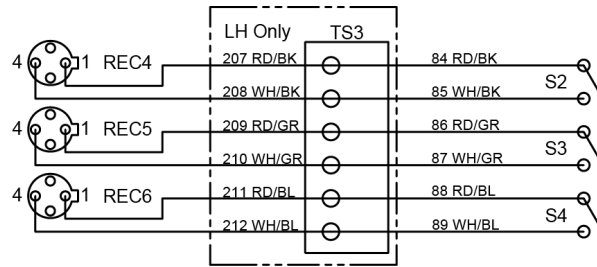 LH Only TS3
4 1 REC4 207 RD/BK 84 RD/BK
S2
208 WH/BK 85 WH/BK
4 1 REC5 209 RD/GR 86 RD/GR
S3
210 WH/GR 87 WH/GR
4 1 REC6 211 RD/BL 88 RD/BL
S4
212 WH/BL 89 WH/BL